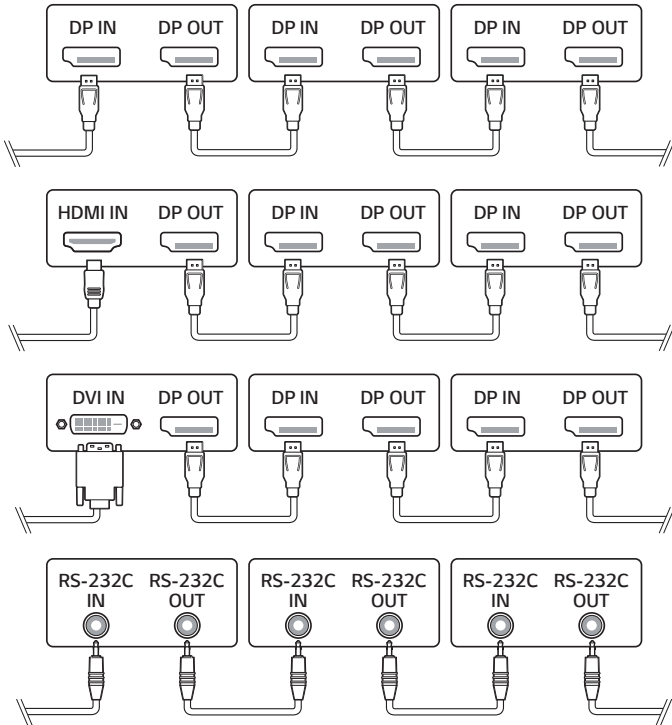 DP IN DP OUT DP IN DP OUT DP IN DP OUT
HDMI IN DP OUT DP IN DP OUT DP IN DP OUT
DVI IN DP OUT DP IN DP OUT DP IN DP OUT
RS-232C RS-232C RS-232C RS-232C RS-232C RS-232C
IN OUT IN OUT IN OUT